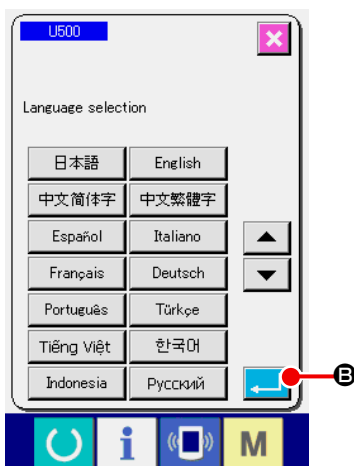 U500
Language selection
日本語 English
中文简体字 中文繁體字
Español Italiano
Français Deutsch
Português Türkçe
Tiếng Việt 한국어
Indonesia Русский
B
i M